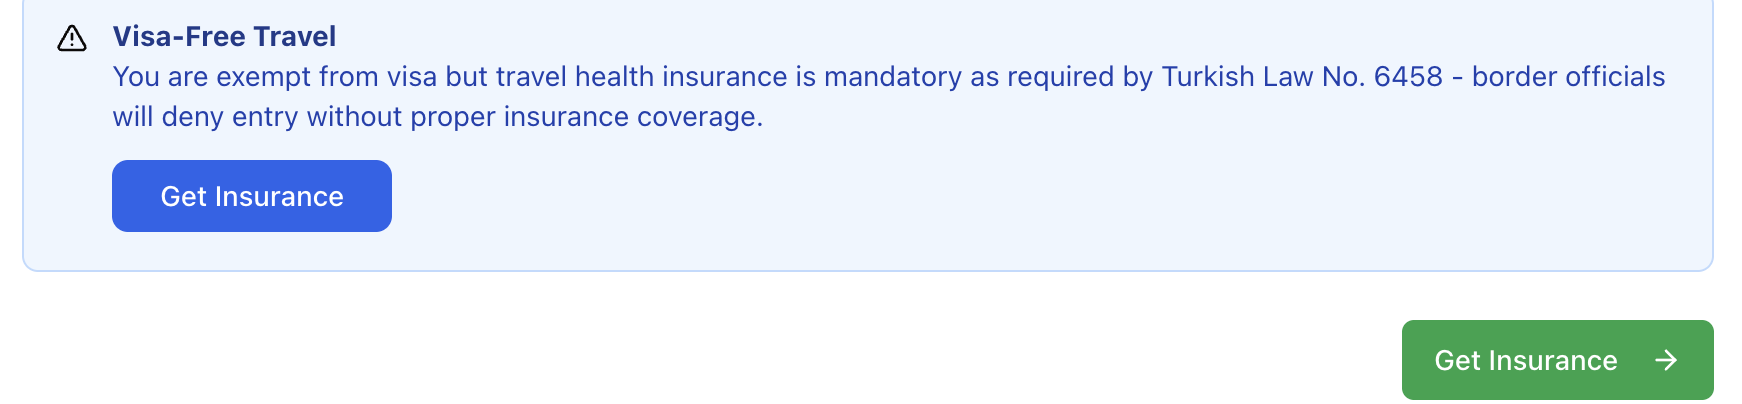 Visa-Free Travel
You are exempt from visa but travel health insurance is mandatory as required by Turkish Law No. 6458 - border officials
will deny entry without proper insurance coverage.
Get Insurance
Get Insurance